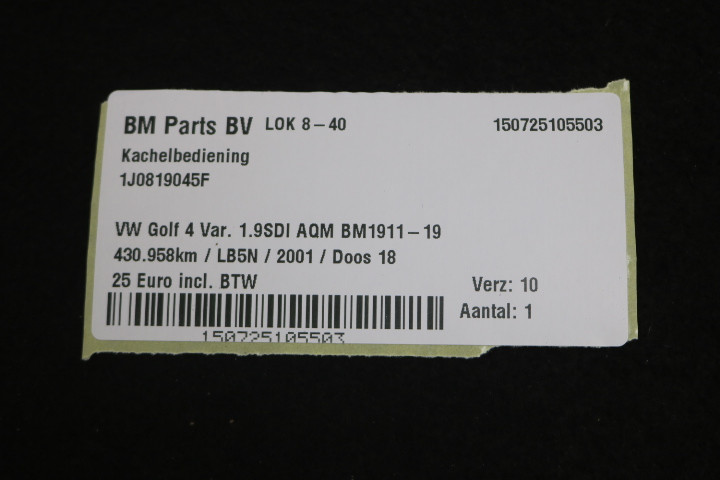 BM Parts BV LOK 8-40 150725105503
Kachelbediening
1J0819045F
VW Golf 4 Var. 1.9SDI AQM BM1911-19
430.958km / LB5N / 2001 / Doos 18
25 Euro incl. BTW Verz: 10
Aantal: 1
150725105503